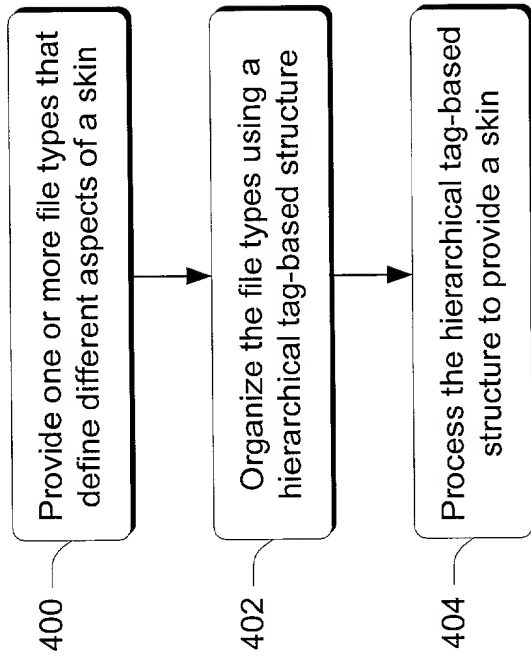 400
Provide one or more file types that
define different aspects of a skin
402
Organize the file types using a
hierarchical tag-based structure
404
Process the hierarchical tag-based
structure to provide a skin